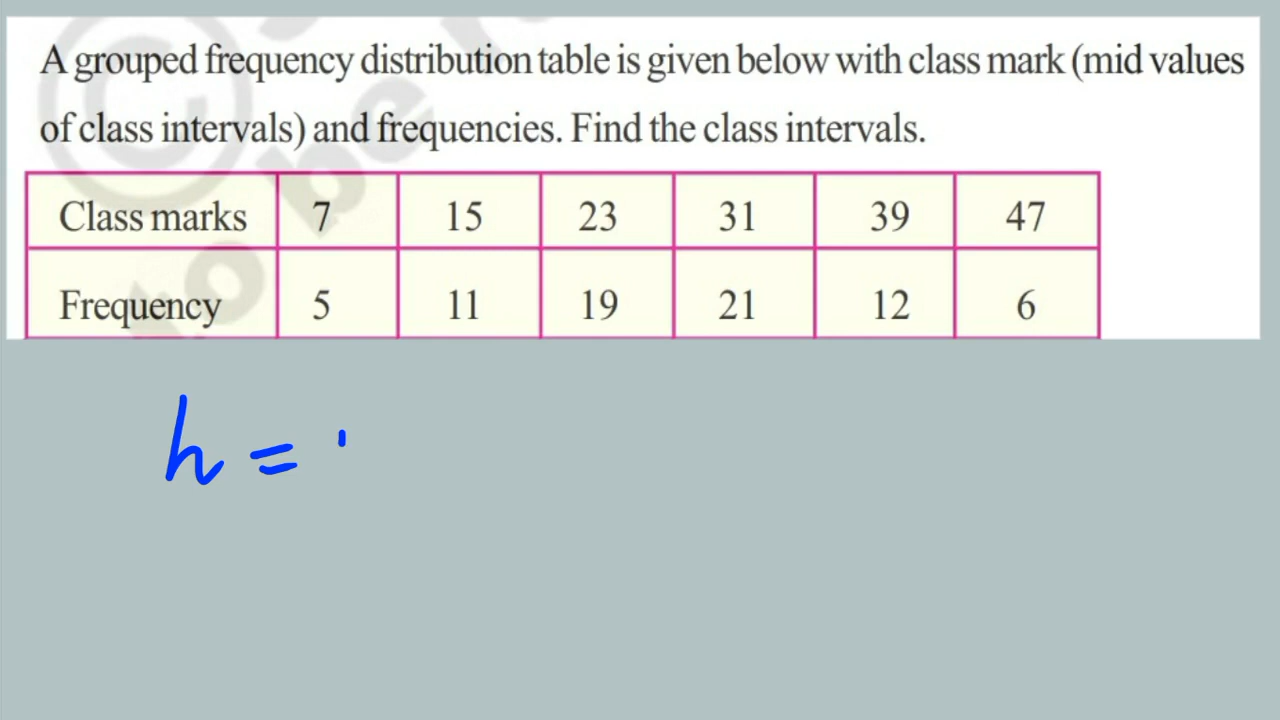 A grouped frequency distribution table is given below with class mark (mid values
of class intervals) and frequencies. Find the class intervals.
Class marks 7 15 23 31 39 47
Frequency 5 11 19 21 12 6
h =